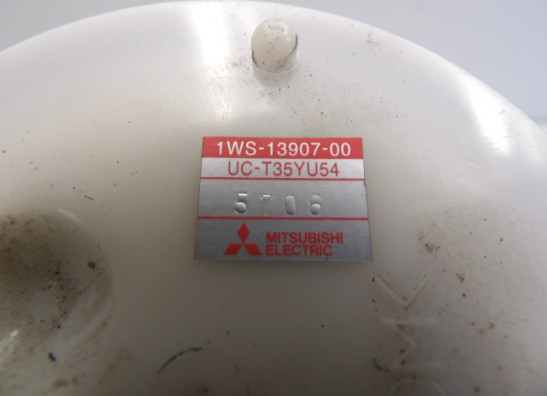 1WS-13907-00
UC-T35YU54
5706
MITSUBISHI
ELECTRIC